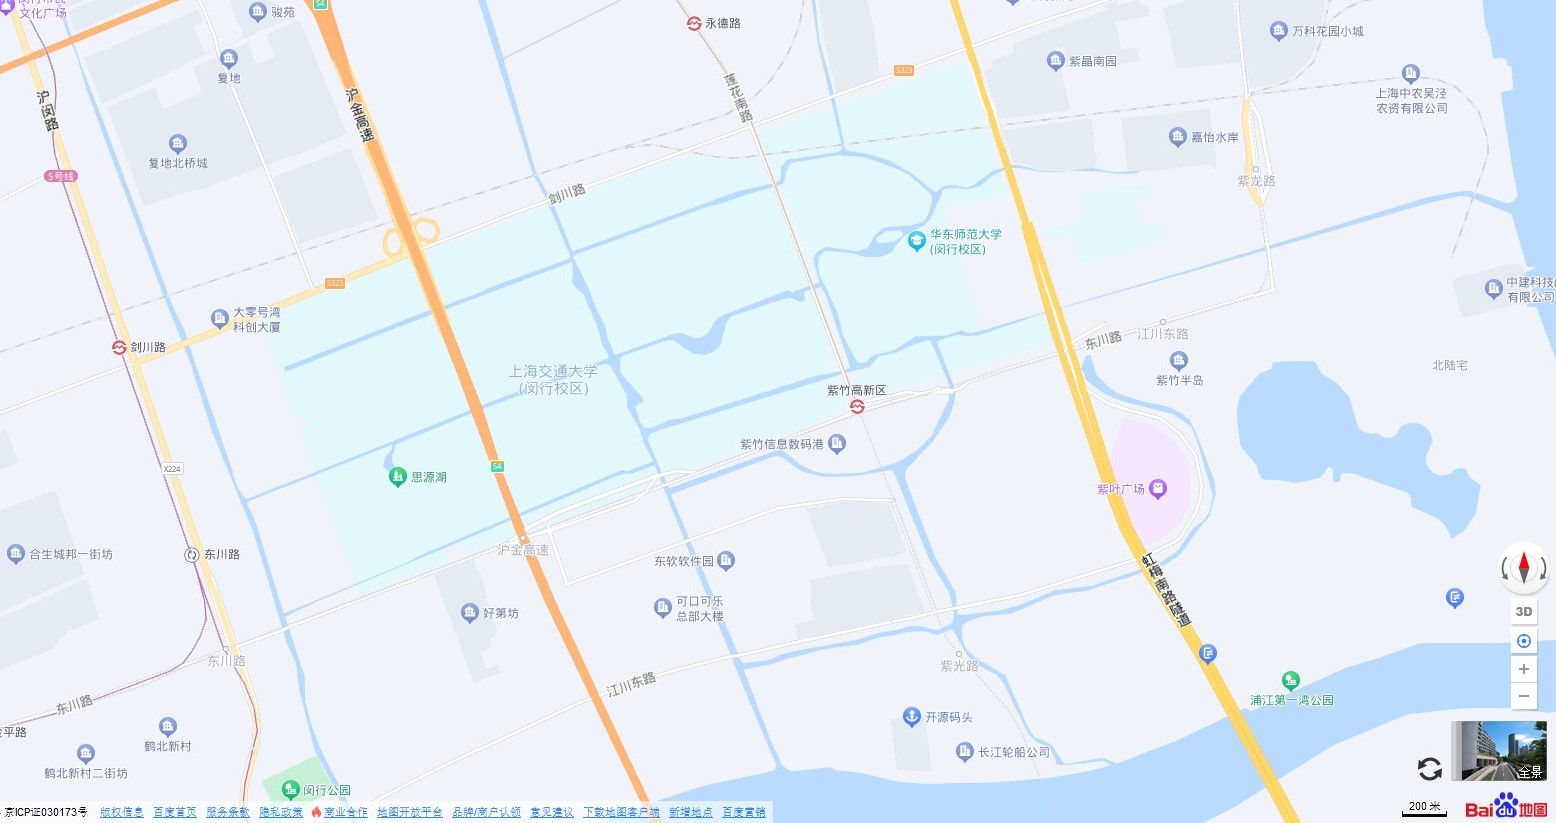 文化广场
骏苑
S4
永德路
万科花园小城
复地
沪闵路
沪金高速
莲花南路
S323
紫晶南园
上海中农吴泾
农资有限公司
复地北桥城
嘉怡水岸
5号线
剑川路
紫龙路
华东师范大学
(闵行校区)
S323
大零号湾
科创大厦
中建科技(
有限公司
剑川路
东川路
江川东路
北陆宅
上海交通大学
(闵行校区)
紫竹半岛
紫竹高新区
紫竹信息数码港
X224
S4
思源湖
紫叶广场
合生城邦一街坊
东川路
沪金高速
东软软件园
虹梅南路隧道
可口可乐
总部大楼
好第坊
3D
东川路
紫光路
江川东路
浦江第一湾公园
东川路
金平路
鹤北新村
开源码头
鹤北新村二街坊
长江轮船公司
全景
闵行公园
京ICP证030173号
版权信息
百度首页
服务条款
隐私政策
商业合作
地图开放平台
品牌/商户认领
意见建议
下载地图客户端
新增地点
百度营销
200 米
Bai du 地图